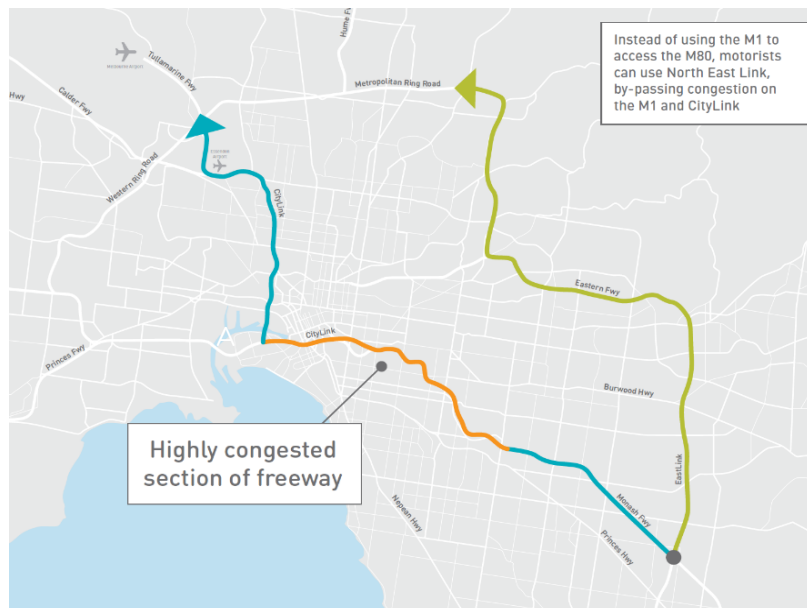 Tullamarine Fwy
Hume Fwy
Instead of using the M1 to
access the M80, motorists
can use North East Link,
by-passing congestion on
the M1 and CityLink
Metropolitan Ring Road
Hwy
Calder Fwy
Western Ring Road
CityLink
Eastern Fwy
CityLink
Princes Fwy
Burwood Hwy
Highly congested
section of freeway
EastLink
Monash Fwy
Nepean Hwy
Princes Hwy